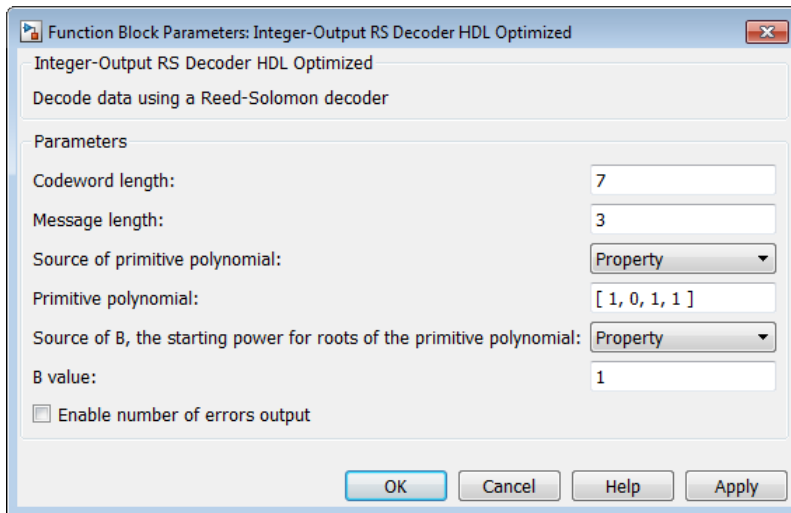 Function Block Parameters: Integer-Output RS Decoder HDL Optimized
Integer-Output RS Decoder HDL Optimized
Decode data using a Reed-Solomon decoder
Parameters
Codeword length: 7
Message length: 3
Source of primitive polynomial: Property
Primitive polynomial: [ 1, 0, 1, 1 ]
Source of B, the starting power for roots of the primitive polynomial: Property
B value: 1
Enable number of errors output
OK Cancel Help Apply